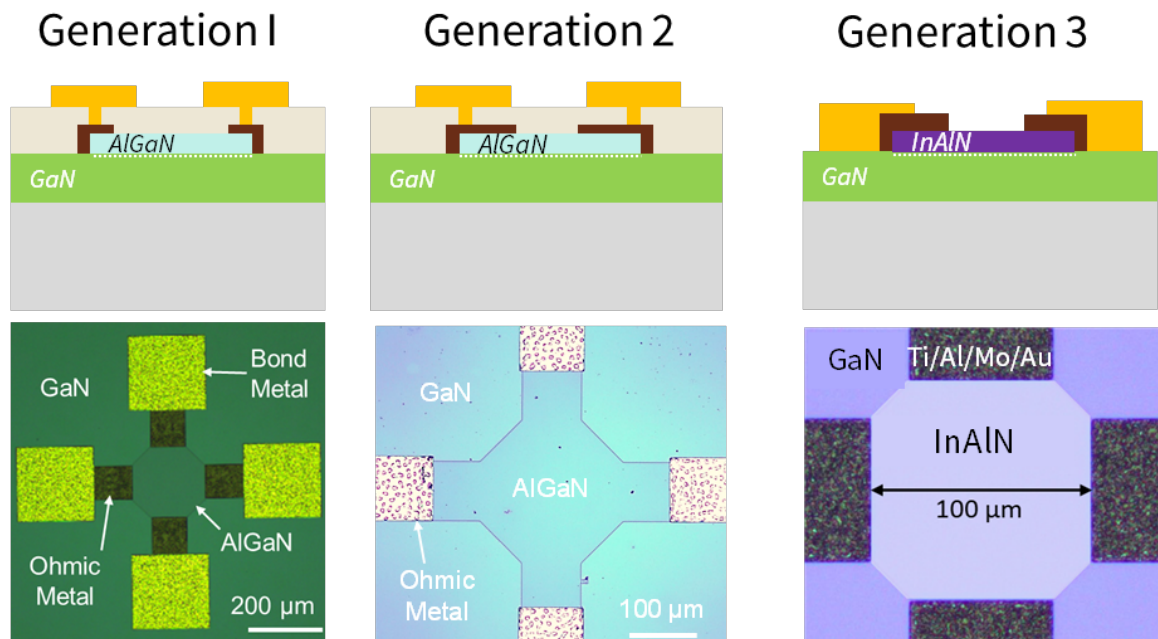 Generation I
Generation 2
Generation 3
AlGaN
GaN
AlGaN
GaN
InAlN
GaN
GaN
Bond
Metal
Ohmic
Metal
AlGaN
200 μm
GaN
AlGaN
Ohmic
Metal
100 μm
GaN
Ti/Al/Mo/Au
InAlN
100 μm